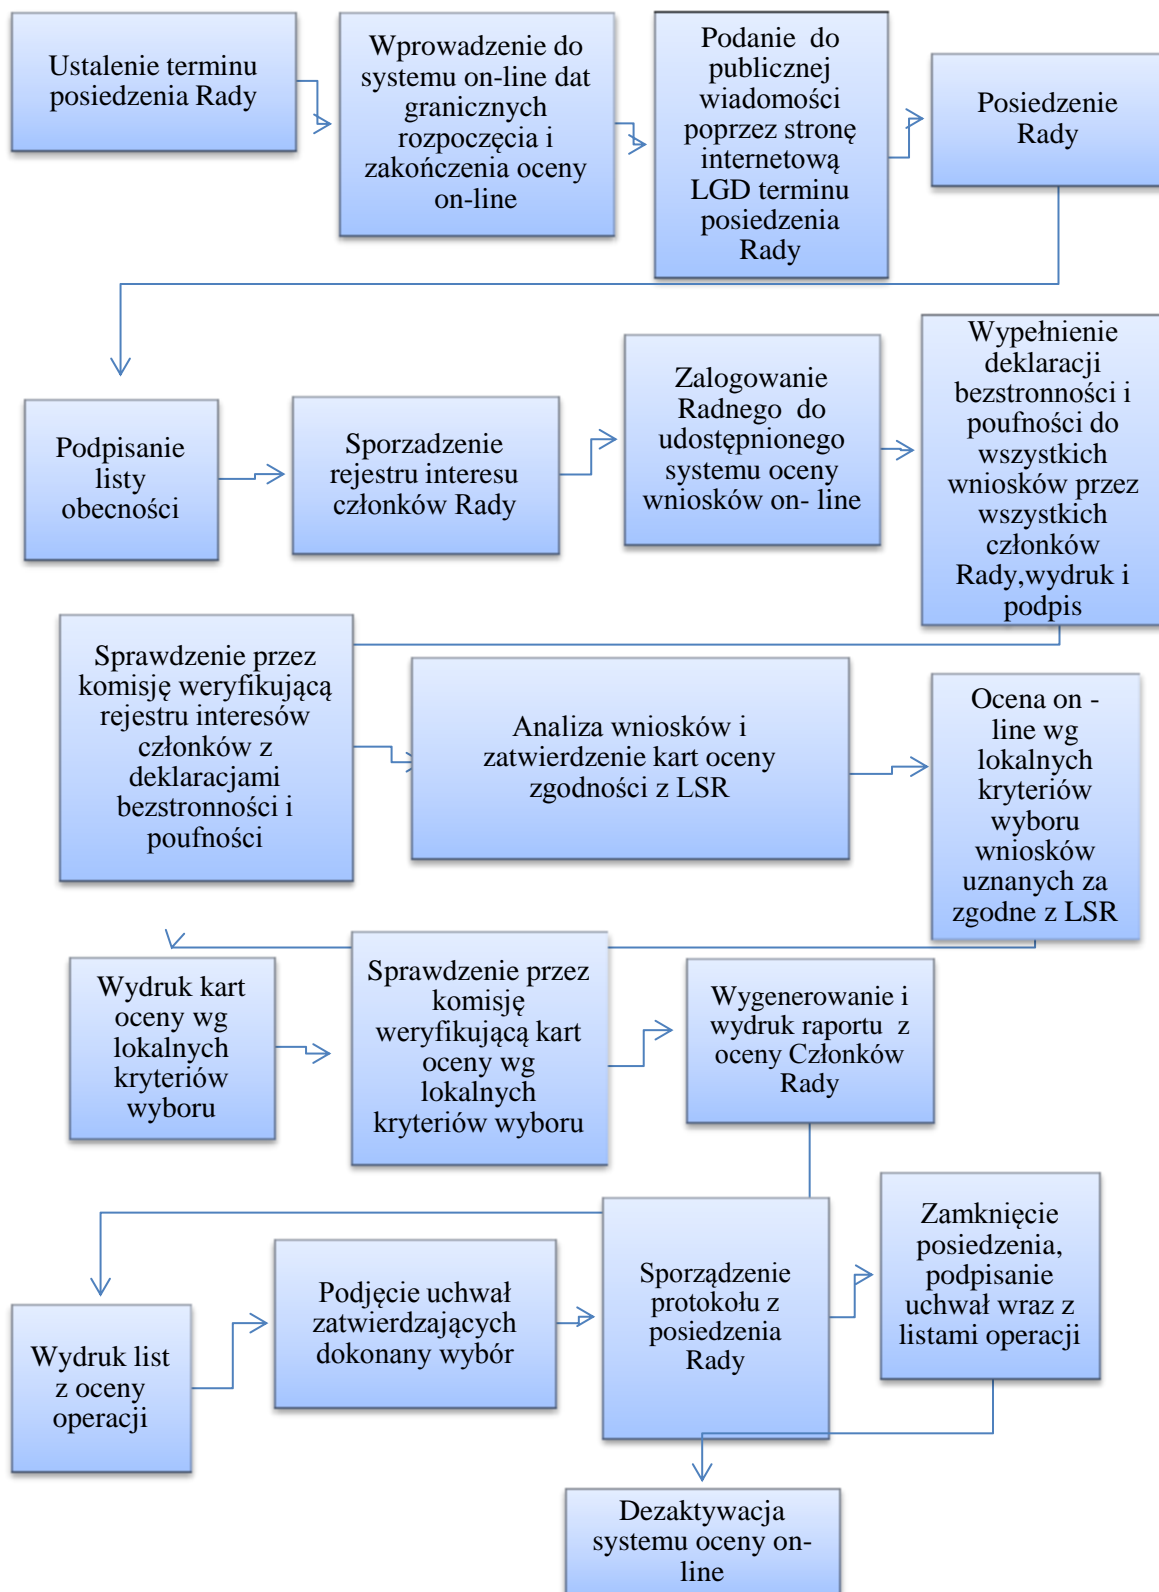 Ustalenie terminu
posiedzenia Rady
Wprowadzenie do
systemu on-line dat
granicznych
rozpoczęcia i
zakończenia oceny
on-line
Podanie do
publicznej
wiadomości
poprzez stronę
internetową
LGD terminu
posiedzenia
Rady
Posiedzenie
Rady
Podpisanie
listy
obecności
Sporzadzenie
rejestru interesu
członków Rady
Zalogowanie
Radnego do
udostępnionego
systemu oceny
wniosków on- line
Wypełnienie
deklaracji
bezstronności i
poufności do
wszystkich
wniosków przez
wszystkich
członków
Rady,wydruk i
podpis
Sprawdzenie przez
komisję weryfikującą
rejestru interesów
członków z
deklaracjami
bezstronności i
poufności
Analiza wniosków i
zatwierdzenie kart oceny
zgodności z LSR
Ocena on -
line wg
lokalnych
kryteriów
wyboru
wniosków
uznanych za
zgodne z LSR
Wydruk kart
oceny wg
lokalnych
kryteriów
wyboru
Sprawdzenie przez
komisję
weryfikującą kart
oceny wg
lokalnych
kryteriów wyboru
Wygenerowanie i
wydruk raportu z
oceny Członków
Rady
Wydruk list
z oceny
operacji
Podjęcie uchwał
zatwierdzających
dokonany wybór
Sporządzenie
protokołu z
posiedzenia
Rady
Zamknięcie
posiedzenia,
podpisanie
uchwał wraz z
listami operacji
Dezaktywacja
systemu oceny on-
line